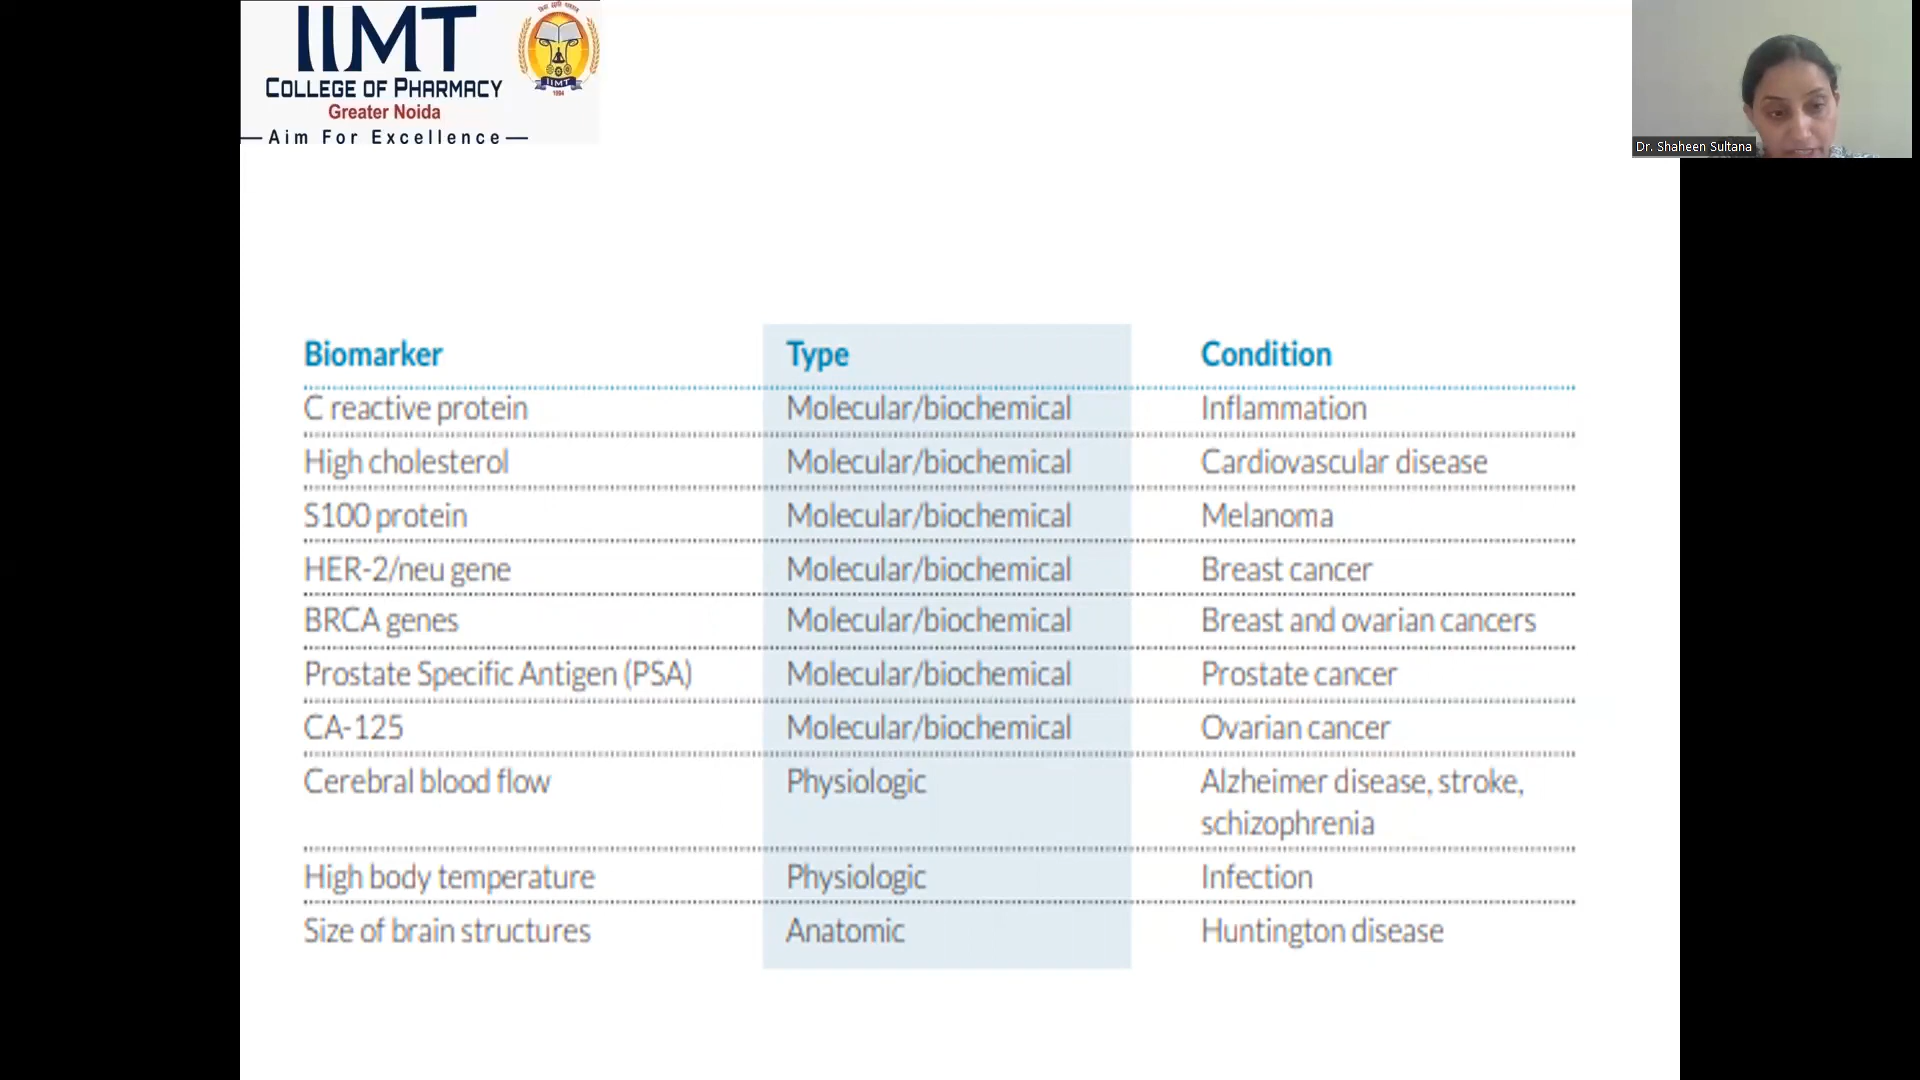 IIMT
COLLEGE OF PHARMACY
Greater Noida
Aim For Excellence
IIMT
1994
Dr. Shaheen Sultana
Biomarker Type Condition
C reactive protein Molecular/biochemical Inflammation
High cholesterol Molecular/biochemical Cardiovascular disease
S100 protein Molecular/biochemical Melanoma
HER-2/neu gene Molecular/biochemical Breast cancer
BRCA genes Molecular/biochemical Breast and ovarian cancers
Prostate Specific Antigen (PSA) Molecular/biochemical Prostate cancer
CA-125 Molecular/biochemical Ovarian cancer
Cerebral blood flow Physiologic Alzheimer disease, stroke,
schizophrenia
High body temperature Physiologic Infection
Size of brain structures Anatomic Huntington disease